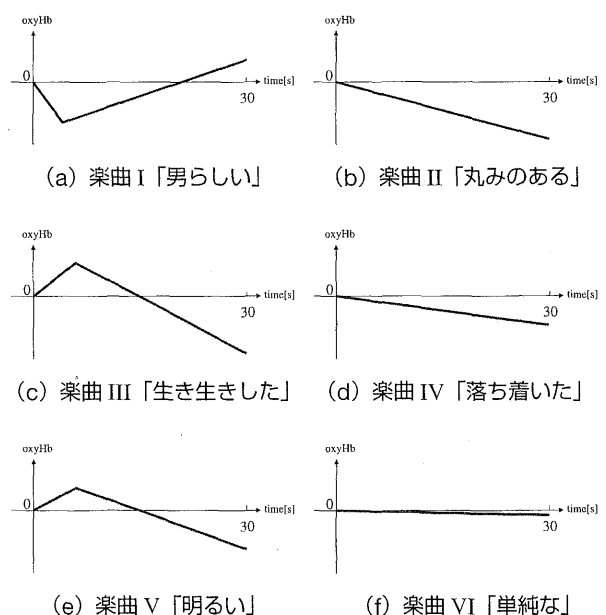 oxyHb
0
time[s]
30
(a) 楽曲 I「男らしい」
oxyHb
0
time[s]
30
(b) 楽曲 II「丸みのある」
oxyHb
0
time[s]
30
(c) 楽曲 III「生き生きした」
oxyHb
0
time[s]
30
(d) 楽曲 IV「落ち着いた」
oxyHb
0
time[s]
30
(e) 楽曲 V「明るい」
oxyHb
0
time[s]
30
(f) 楽曲 VI「単純な」